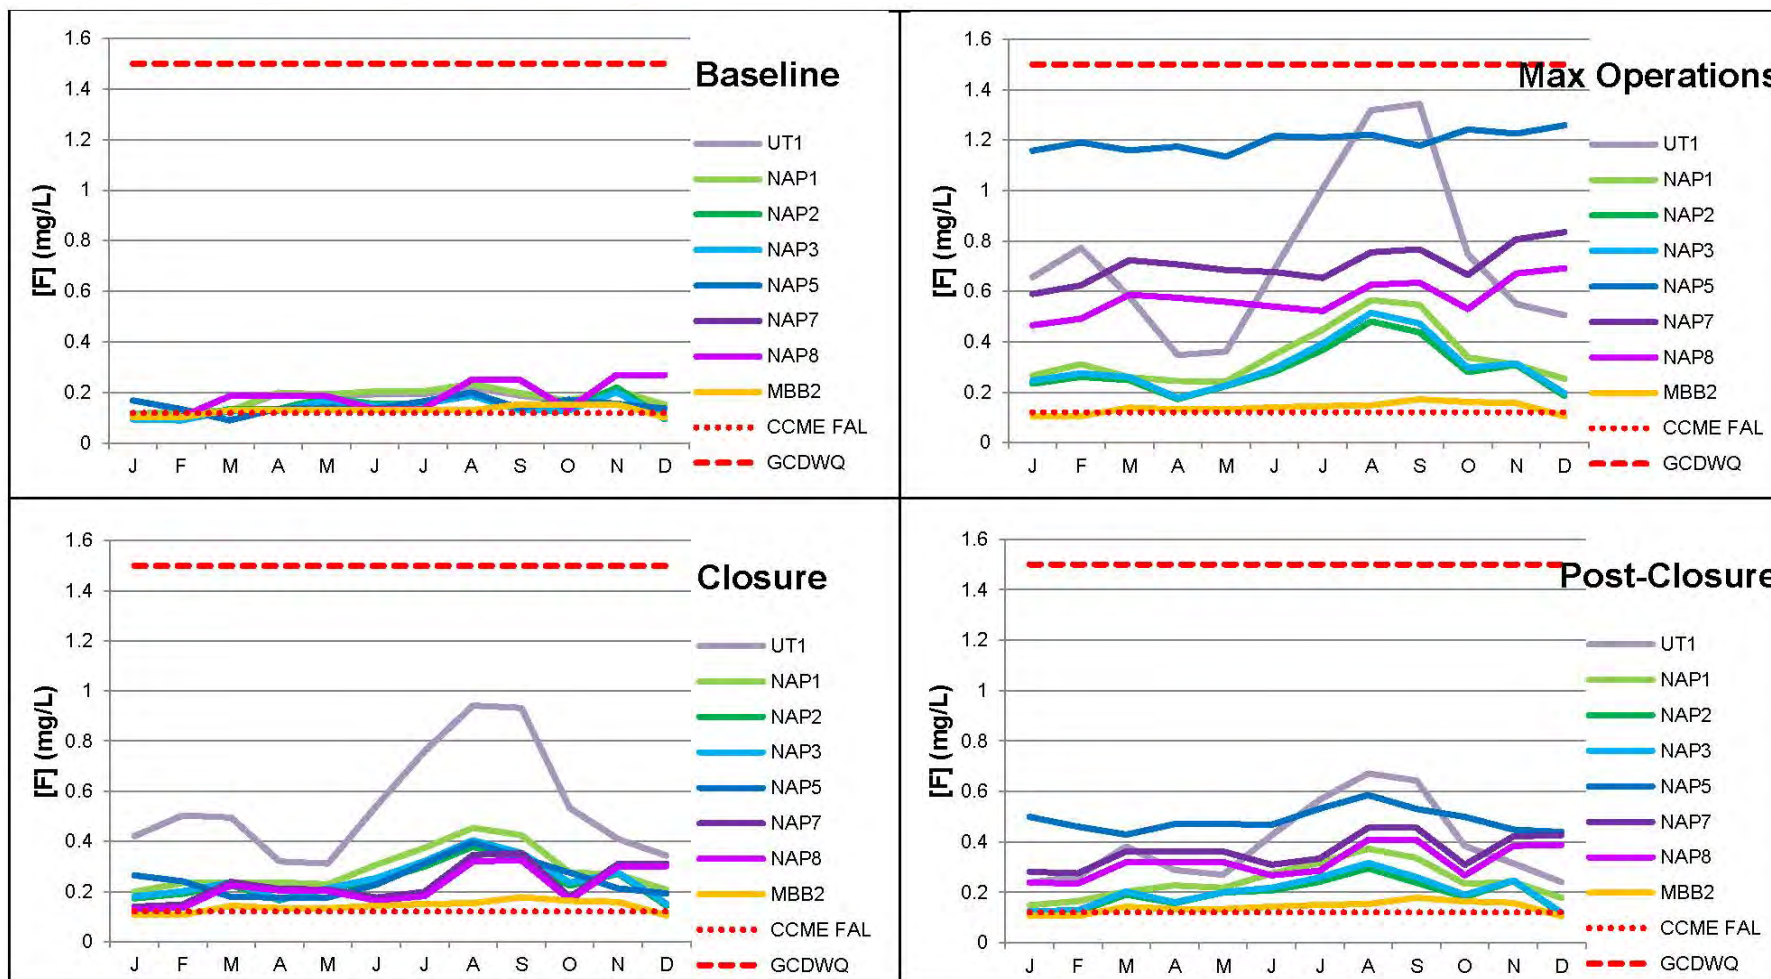 Baseline
[F] (mg/L)
1.6
1.4
1.2
1
0.8
0.6
0.4
0.2
0
J F M A M J J A S O N D
UT1
NAP1
NAP2
NAP3
NAP5
NAP7
NAP8
MBB2
CCME FAL
GCDWQ
Max Operations
[F] (mg/L)
1.6
1.4
1.2
1
0.8
0.6
0.4
0.2
0
J F M A M J J A S O N D
UT1
NAP1
NAP2
NAP3
NAP5
NAP7
NAP8
MBB2
CCME FAL
GCDWQ
Closure
[F] (mg/L)
1.6
1.4
1.2
1
0.8
0.6
0.4
0.2
0
J F M A M J J A S O N D
UT1
NAP1
NAP2
NAP3
NAP5
NAP7
NAP8
MBB2
CCME FAL
GCDWQ
Post-Closure
[F] (mg/L)
1.6
1.4
1.2
1
0.8
0.6
0.4
0.2
0
J F M A M J J A S O N D
UT1
NAP1
NAP2
NAP3
NAP5
NAP7
NAP8
MBB2
CCME FAL
GCDWQ